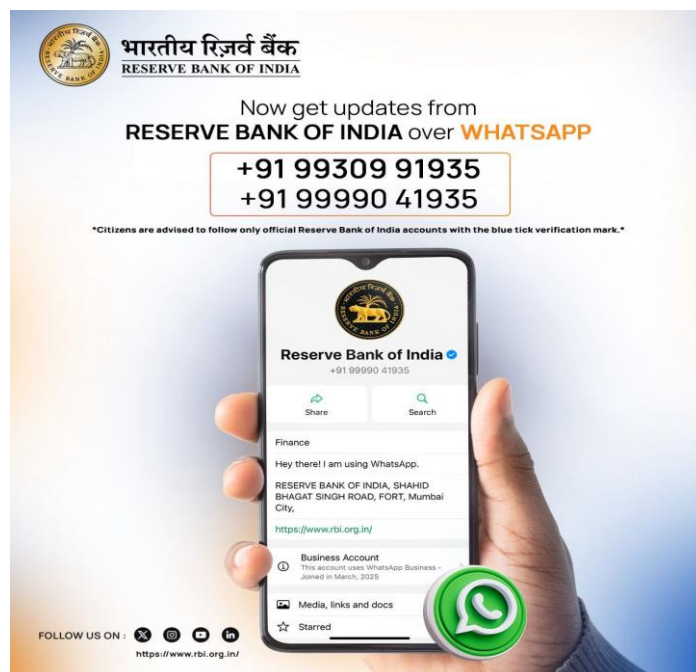 भारतीय रिज़र्व बैंक
RESERVE BANK OF INDIA
Now get updates from
RESERVE BANK OF INDIA over WHATSAPP
+91 99309 91935
+91 99990 41935
*Citizens are advised to follow only official Reserve Bank of India accounts with the blue tick verification mark.*
Reserve Bank of India
+91 99990 41935
Share
Search
Finance
Hey there! I am using WhatsApp.
RESERVE BANK OF INDIA, SHAHID
BHAGAT SINGH ROAD, FORT, Mumbai
City,
https://www.rbi.org.in/
Business Account
This account uses WhatsApp Business -
Joined in March, 2025
Media, links and docs
Starred
FOLLOW US ON :
https://www.rbi.org.in/